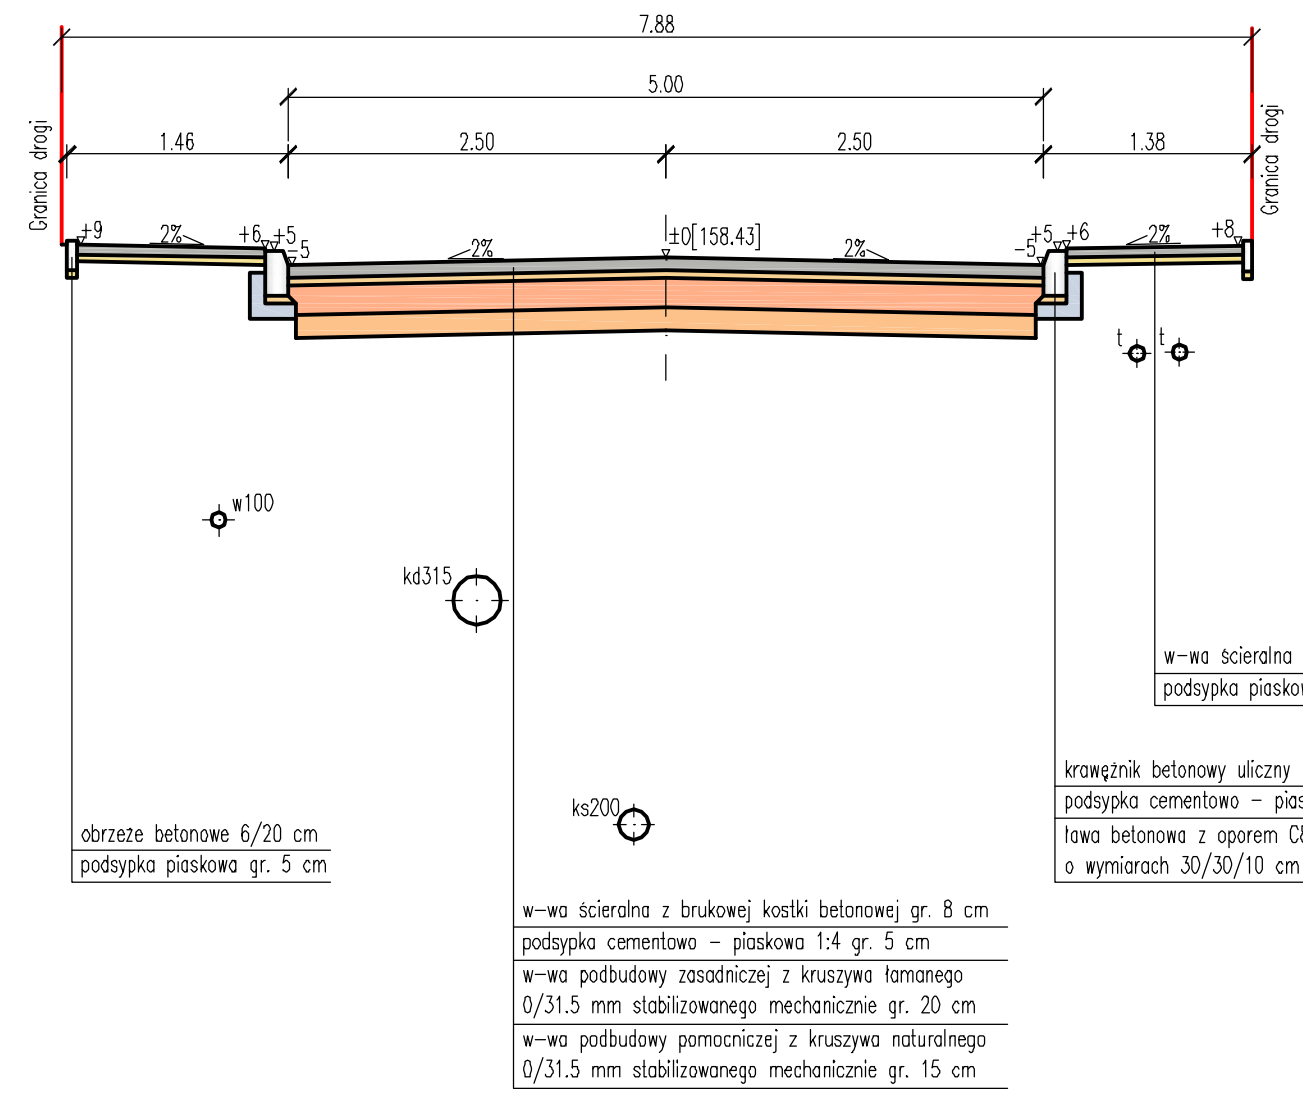 7.88
5.00
1.46 2.50 2.50 1.38
Granica drogi
Granica drogi
+9 2% +6 +5 -5 2% ±0[158.43] 2% -5 +5 +6 2% +8
t t
w100
kd315
ks200
w-wa ścieralna
podsypka
krawężnik betonowy uliczny
podsypka cementowo -
ława betonowa z oporem
o wymiarach 30/30/10 cm
obrzeże betonowe 6/20 cm
podsypka piaskowa gr. 5 cm
w-wa ścieralna z brukowej kostki betonowej gr. 8 cm
podsypka cementowo - piaskowa 1:4 gr. 5 cm
w-wa podbudowy zasadniczej z kruszywa łamanego
0/31.5 mm stabilizowanego mechanicznie gr. 20 cm
w-wa podbudowy pomocniczej z kruszywa naturalnego
0/31.5 mm stabilizowanego mechanicznie gr. 15 cm